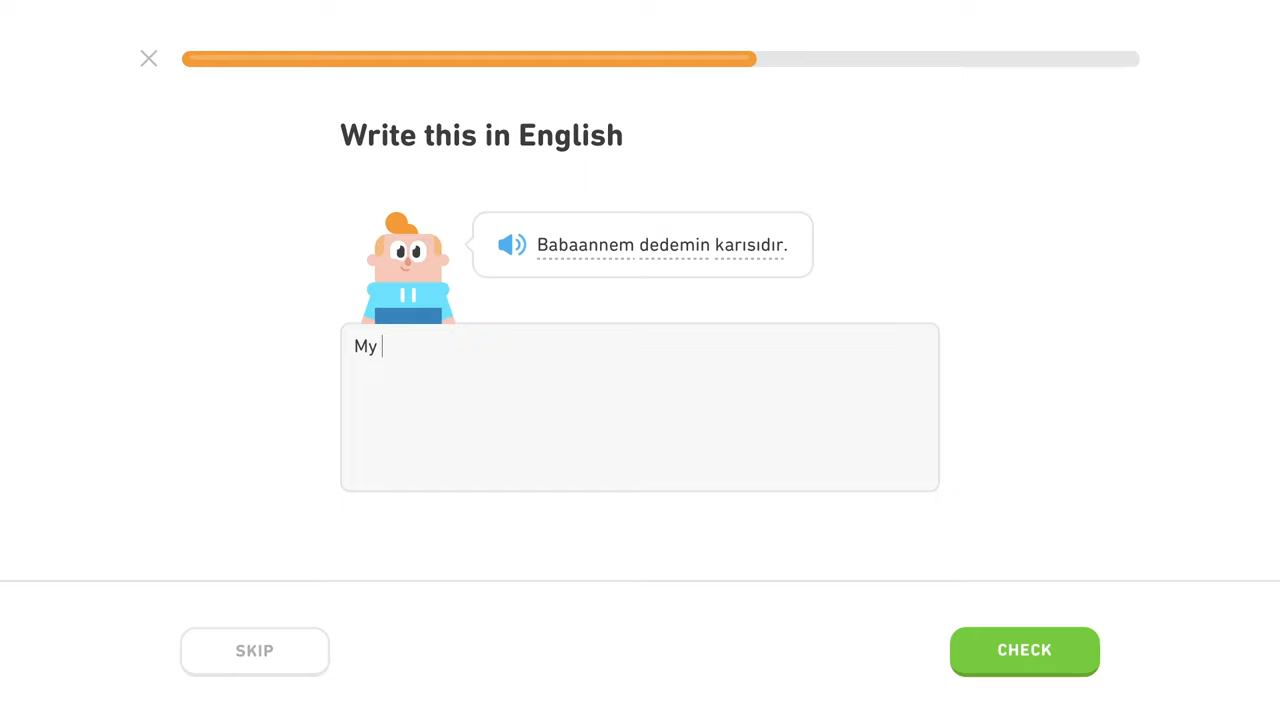 Write this in English
Babaannem dedemin karısıdır.
My
SKIP
CHECK